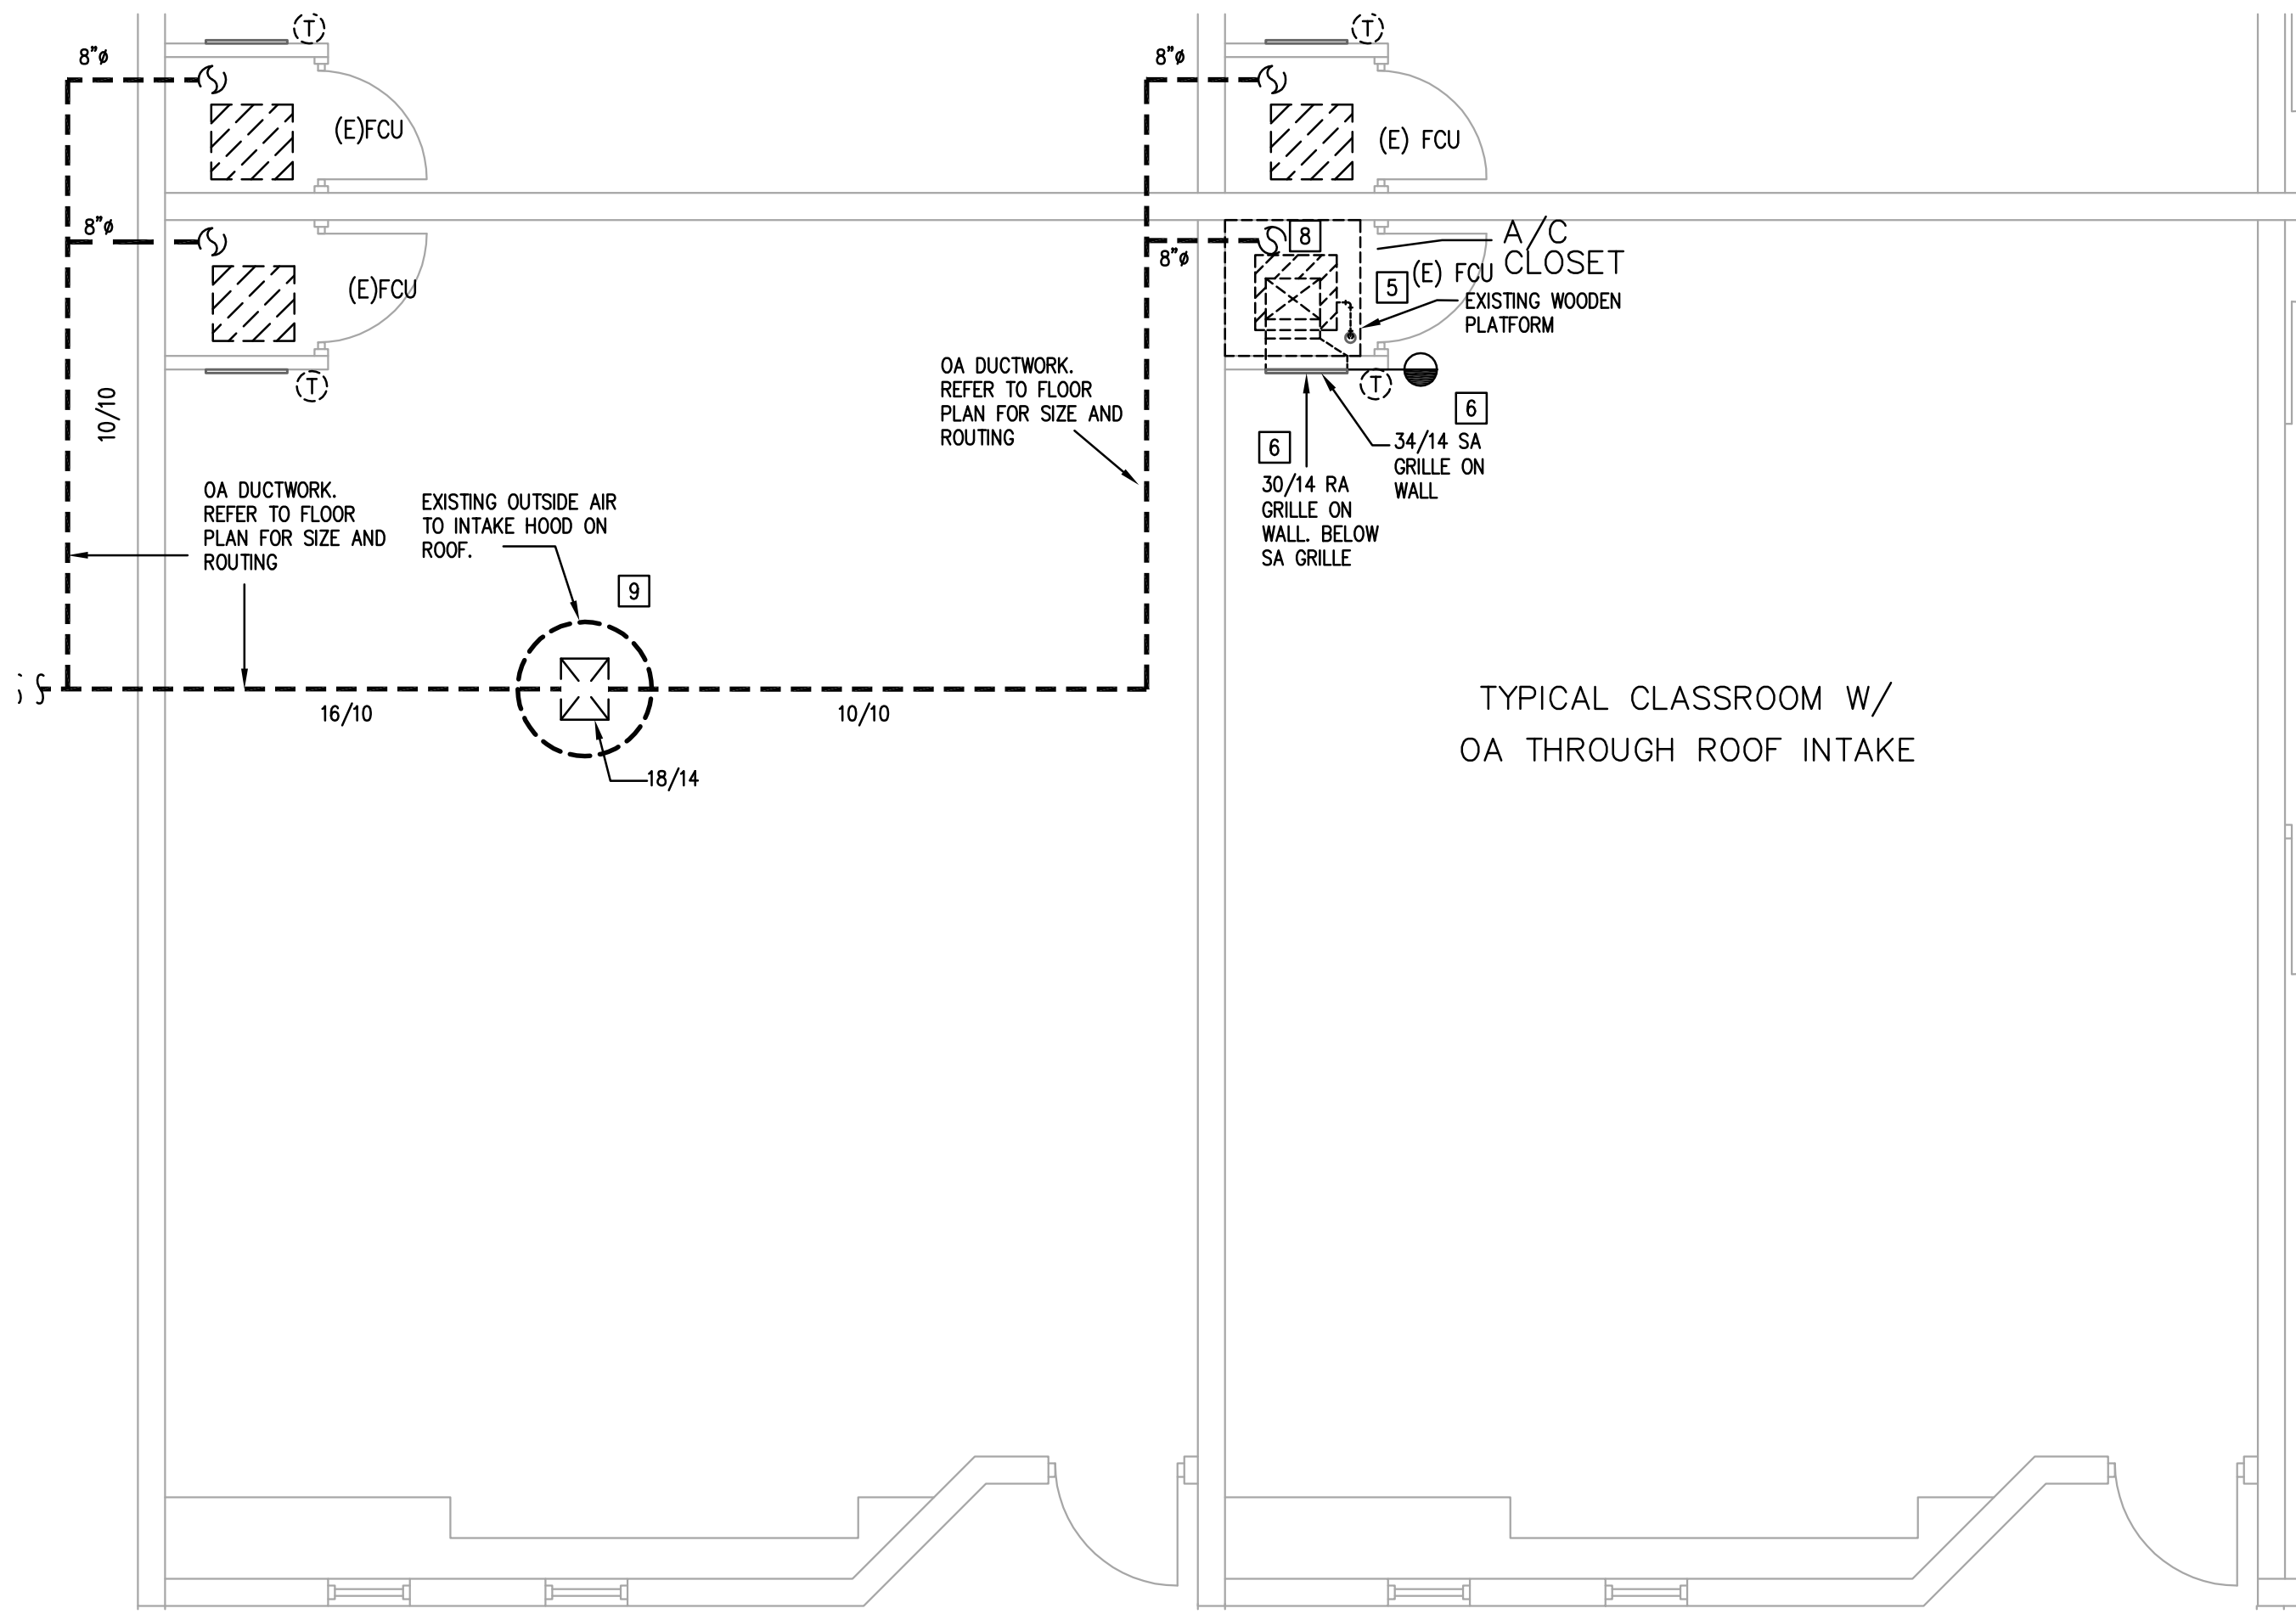 T
T
8"ø
8"ø
(E)FCU
(E) FCU
8"ø
8"ø
8
A/C
CLOSET
(E)FCU
(E) FCU
5
EXISTING WOODEN
PLATFORM
T
T
10/10
OA DUCTWORK.
REFER TO FLOOR
PLAN FOR SIZE AND
ROUTING
6
34/14 SA
GRILLE ON
WALL
6
30/14 RA
GRILLE ON
WALL. BELOW
SA GRILLE
OA DUCTWORK.
REFER TO FLOOR
PLAN FOR SIZE AND
ROUTING
EXISTING OUTSIDE AIR
TO INTAKE HOOD ON
ROOF.
9
16/10
10/10
18/14
TYPICAL CLASSROOM W/
OA THROUGH ROOF INTAKE